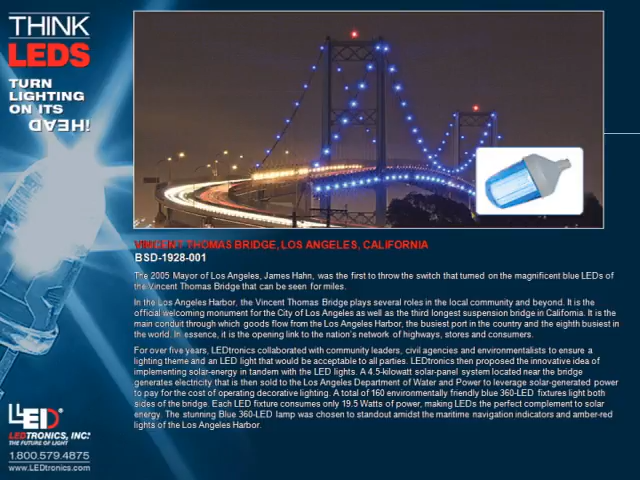 THINK
LEDS
TURN
LIGHTING
ON ITS
HEAD!
VINCENT THOMAS BRIDGE, LOS ANGELES, CALIFORNIA
BSD-1928-001
The 2005 Mayor of Los Angeles, James Hahn, was the first to throw the switch that turned on the magnificent blue LEDs of
the Vincent Thomas Bridge that can be seen for miles.
In the Los Angeles Harbor, the Vincent Thomas Bridge plays several roles in the local community and beyond. It is the
official welcoming monument for the City of Los Angeles as well as the third longest suspension bridge in California. It is the
main conduit through which goods flow from the Los Angeles Harbor, the busiest port in the country and the eighth busiest in
the world. In essence, it is the opening link to the nation's network of highways, stores and consumers.
For over five years, LEDtronics collaborated with community leaders, civil agencies and environmentalists to ensure a
lighting theme and an LED light that would be acceptable to all parties. LEDtronics then proposed the innovative idea of
implementing solar-energy in tandem with the LED lights. A 4.5-kilowatt solar-panel system located near the bridge
generates electricity that is then sold to the Los Angeles Department of Water and Power to leverage solar-generated power
to pay for the cost of operating decorative lighting. A total of 160 environmentally friendly blue 360-LED fixtures light both
sides of the bridge. Each LED fixture consumes only 19.5 Watts of power, making LEDs the perfect complement to solar
energy. The stunning Blue 360-LED lamp was chosen to standout amidst the maritime navigation indicators and amber-red
lights of the Los Angeles Harbor.
LED®
LEDTRONICS, INC.®
THE FUTURE OF LIGHT
1.800.579.4875
www.LEDtronics.com